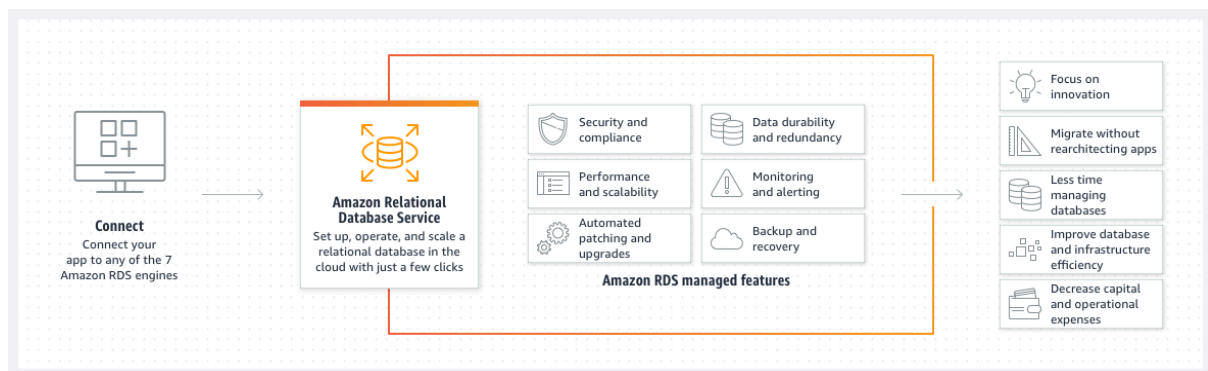 Connect
Connect your
app to any of the 7
Amazon RDS engines
Amazon Relational
Database Service
Set up, operate, and scale a
relational database in the
cloud with just a few clicks
Security and
compliance
Data durability
and redundancy
Performance
and scalability
Monitoring
and alerting
Automated
patching and
upgrades
Backup and
recovery
Amazon RDS managed features
Focus on
innovation
Migrate without
rearchitecting apps
Less time
managing
databases
Improve database
and infrastructure
efficiency
Decrease capital
and operational
expenses